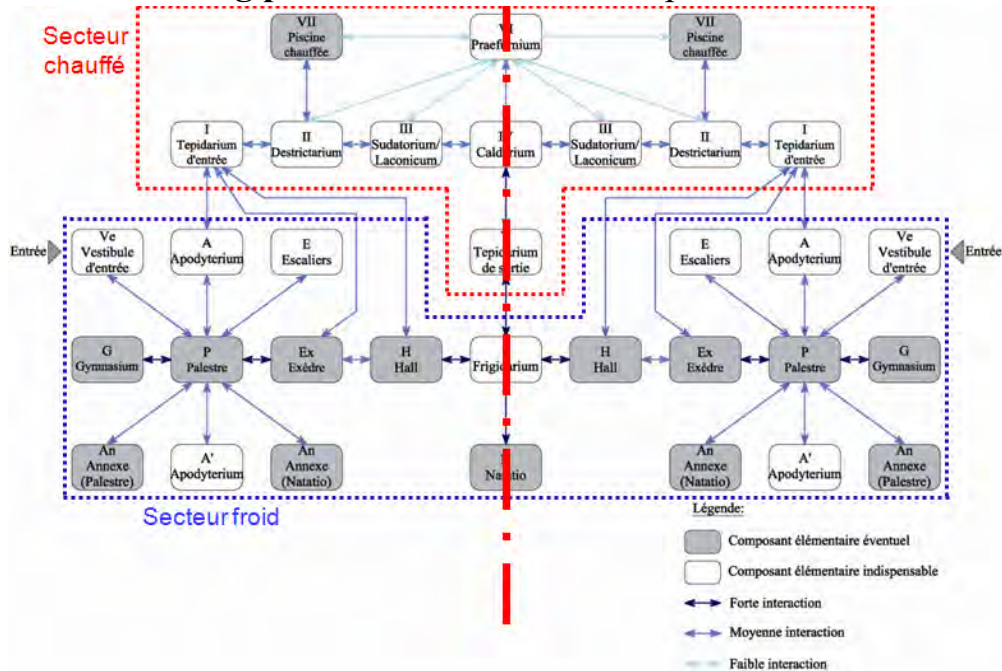 Secteur
chauffé
VII
Piscine
chauffée
VI
Praefurnium
VII
Piscine
chauffée
I
Tepidarium
d'entrée
II
Destrictarium
III
Sudatorium/
Laconicum
Caldarium
III
Sudatorium/
Laconicum
II
Destrictarium
I
Tepidarium
d'entrée
Entrée
Ve
Vestibule
d'entrée
A
Apodyterium
E
Escaliers
Tepidarium
de sortie
E
Escaliers
A
Apodyterium
Ve
Vestibule
d'entrée
Entrée
G
Gymnasium
P
Palestre
Ex
Exèdre
H
Hall
Frigidarium
H
Hall
Ex
Exèdre
P
Palestre
G
Gymnasium
An
Annexe
(Palestre)
A'
Apodyterium
An
Annexe
(Natatio)
Natatio
An
Annexe
(Natatio)
A'
Apodyterium
An
Annexe
(Palestre)
Secteur froid
Légende:
Composant élémentaire éventuel
Composant élémentaire indispensable
Forte interaction
Moyenne interaction
Faible interaction